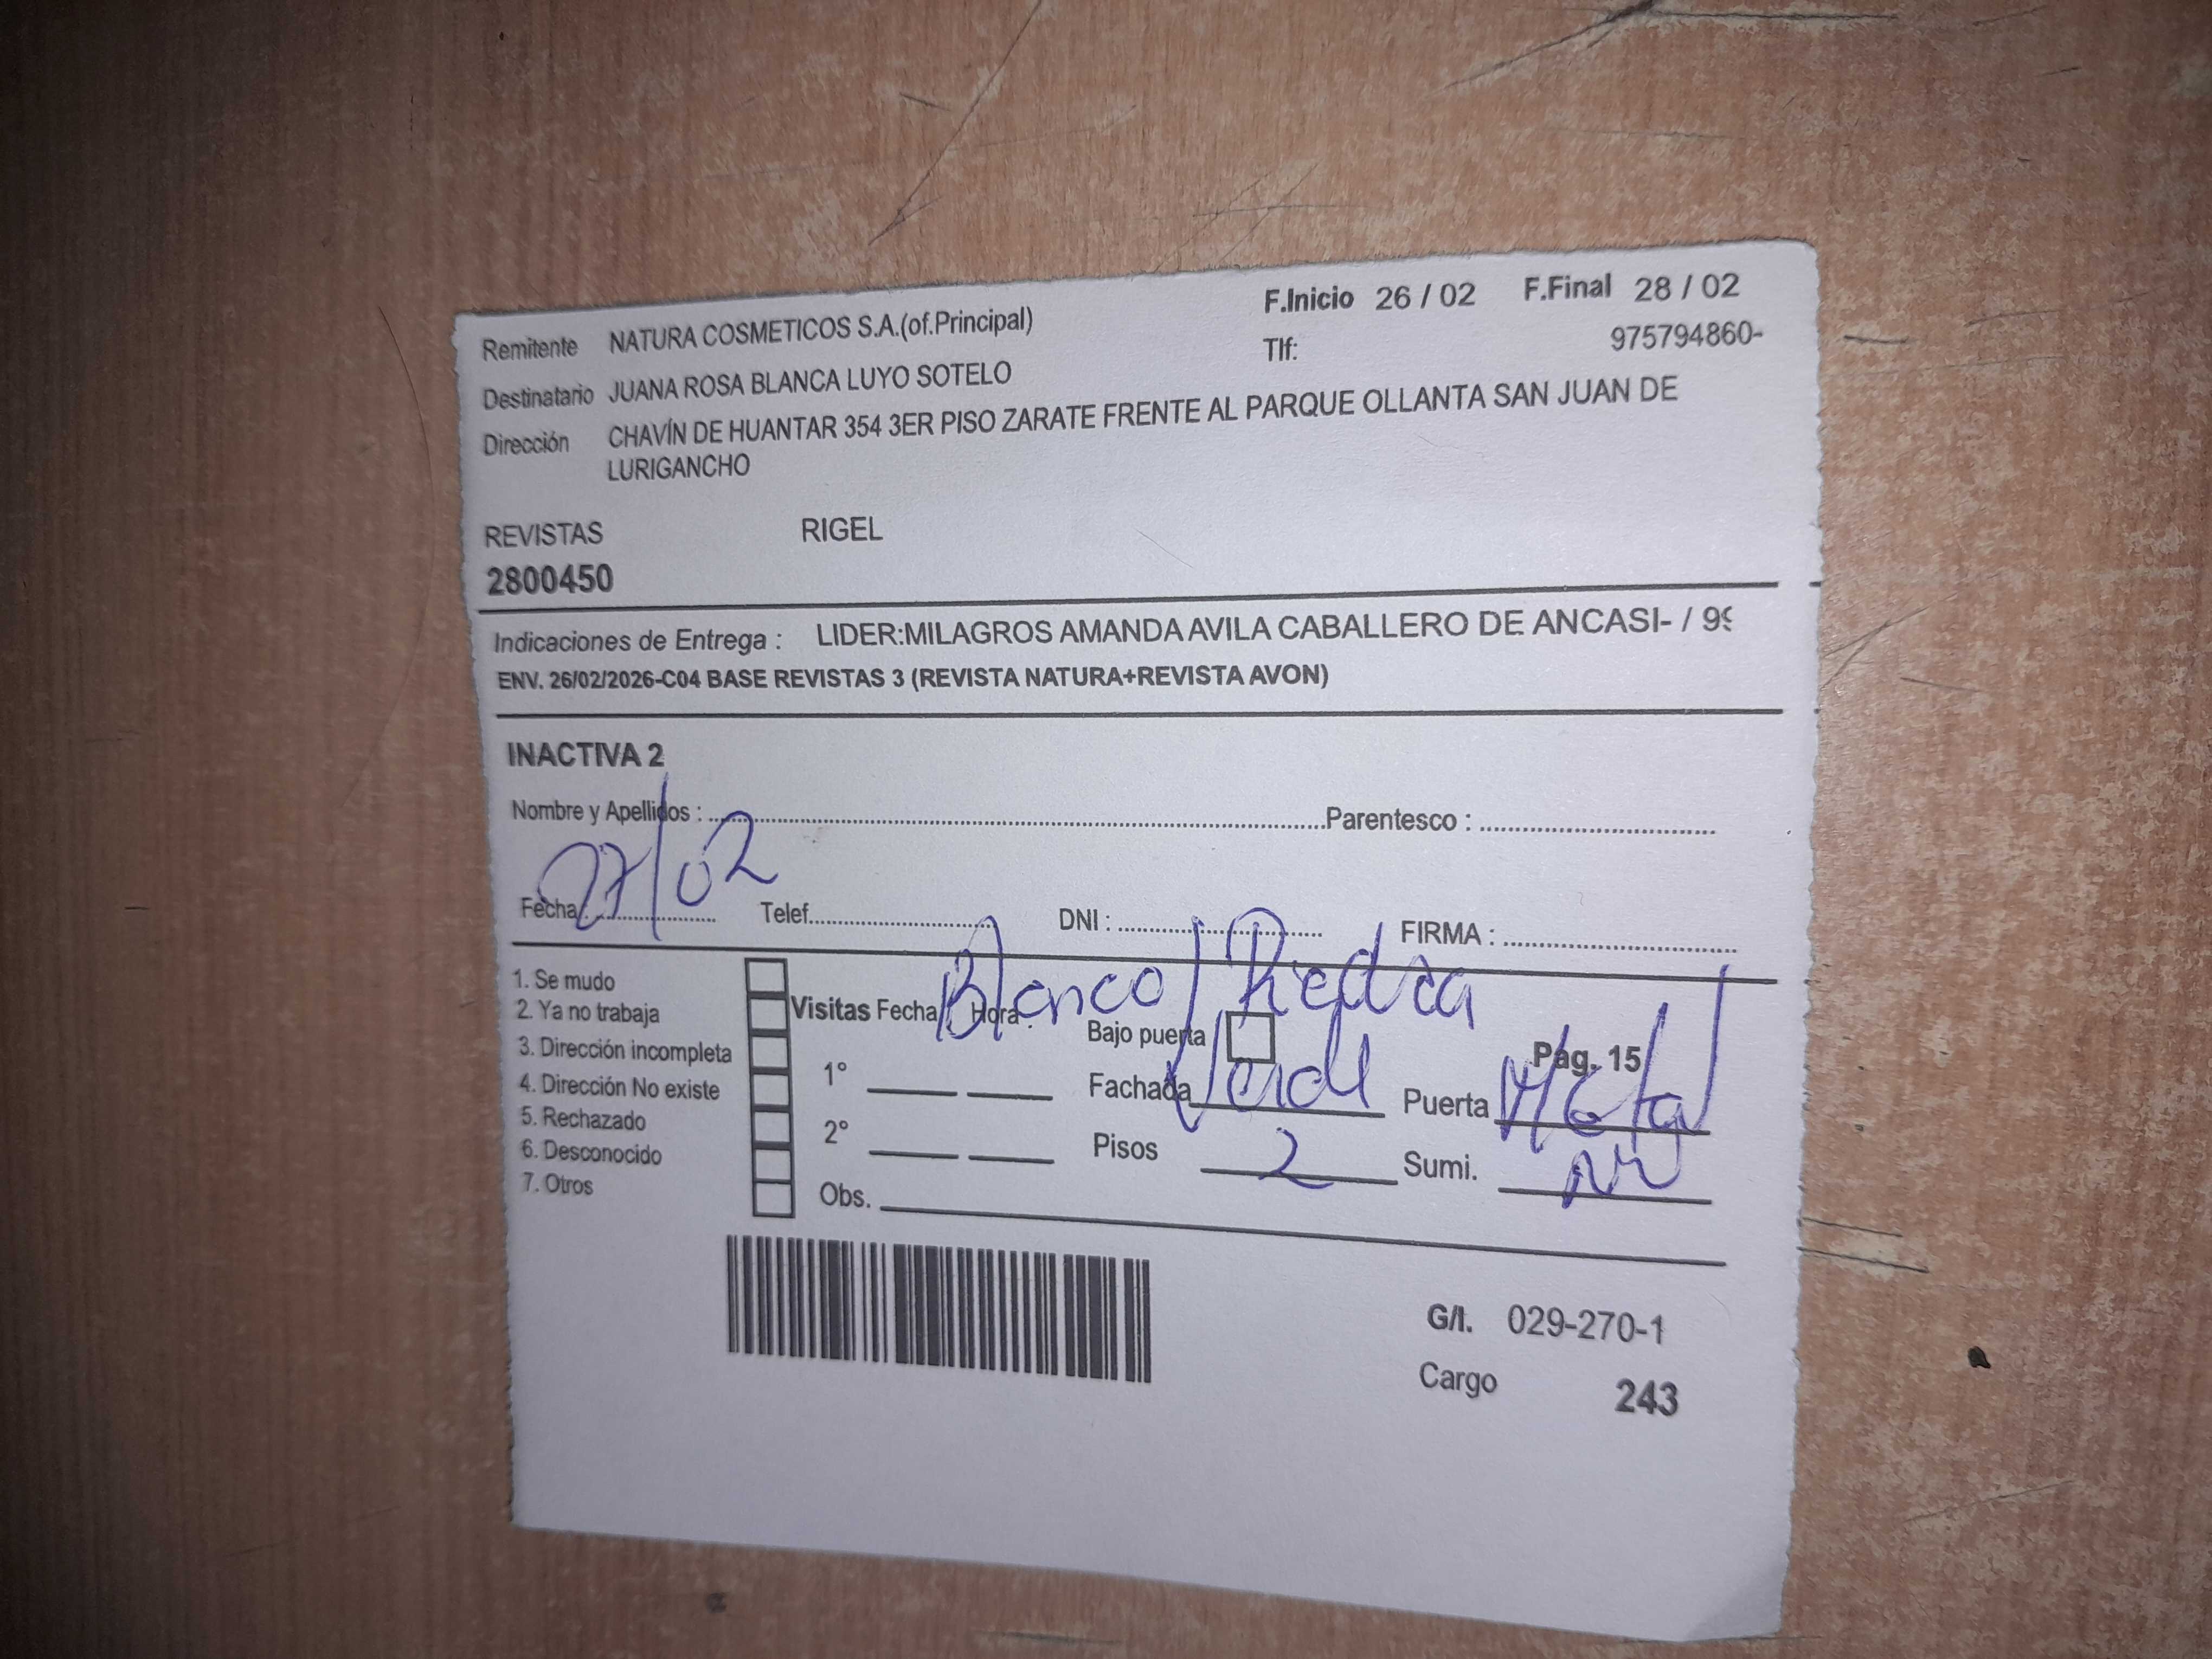 F.Inicio 26 / 02 F.Final 28 / 02
Remitente NATURA COSMETICOS S.A.(of.Principal)
Tlf: 975794860-
Destinatario JUANA ROSA BLANCA LUYO SOTELO
Dirección CHAVÍN DE HUANTAR 354 3ER PISO ZARATE FRENTE AL PARQUE OLLANTA SAN JUAN DE
LURIGANCHO
REVISTAS RIGEL
2800450
Indicaciones de Entrega : LIDER:MILAGROS AMANDA AVILA CABALLERO DE ANCASI- / 99
ENV. 26/02/2026-C04 BASE REVISTAS 3 (REVISTA NATURA+REVISTA AVON)
INACTIVA 2
Nombre y Apellidos : Parentesco :
27/02
Fecha: Telef. DNI : FIRMA :
Blanco / Piedra
1. Se mudo
2. Ya no trabaja
3. Dirección incompleta
4. Dirección No existe
5. Rechazado
6. Desconocido
7. Otros
Visitas Fecha Hora :
1°
2°
Obs.
Bajo puerta
Pag. 15
Fachada Verde Puerta Metal
Pisos 2 Sumi.
G/I. 029-270-1
Cargo 243